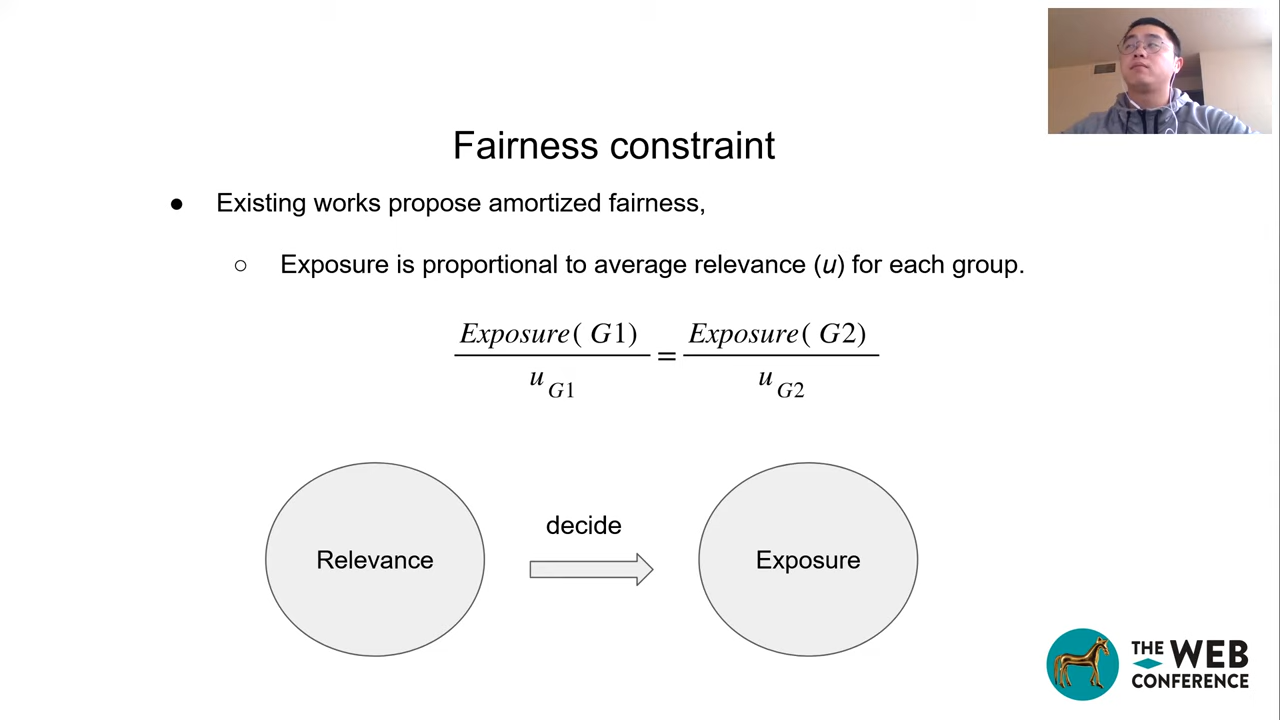 Fairness constraint
● Existing works propose amortized fairness,
○ Exposure is proportional to average relevance (u) for each group.
Exposure( G1) / u G1 = Exposure( G2) / u G2
decide
Relevance
Exposure
THE WEB
CONFERENCE